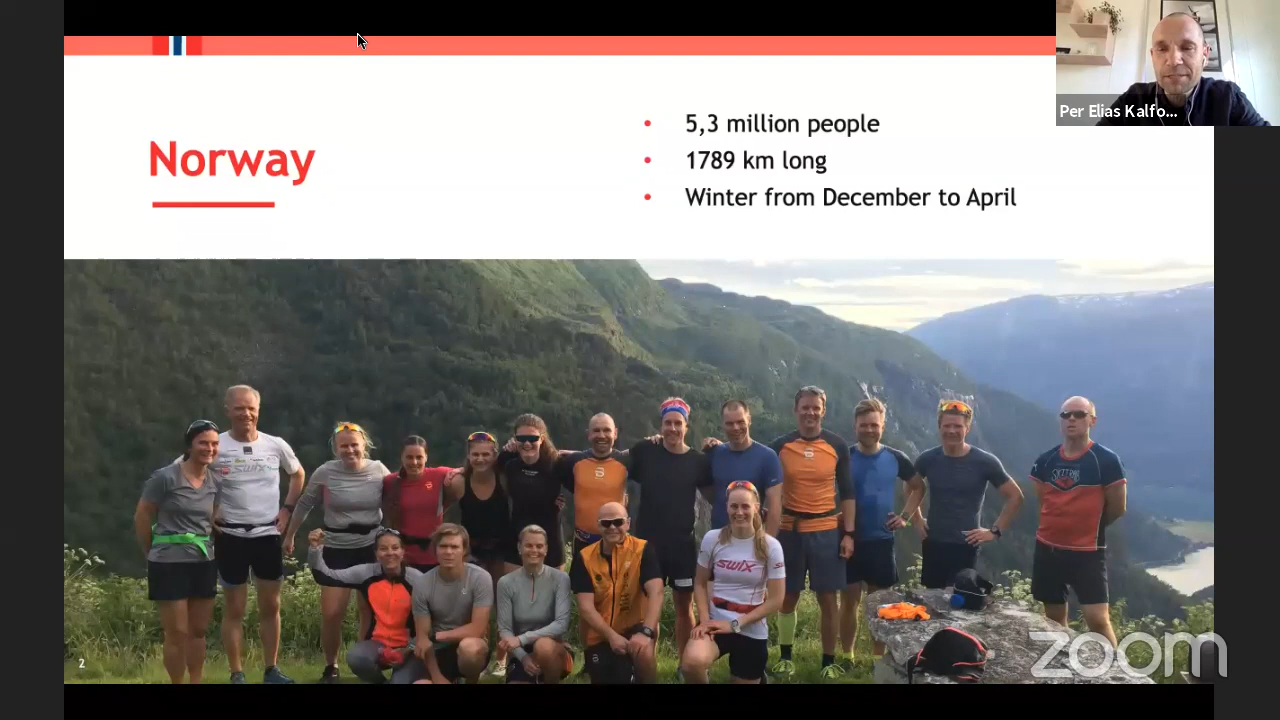 Per Elias Kalfo...
Norway
• 5,3 million people
• 1789 km long
• Winter from December to April
SWIX
SWIX
2
zoom